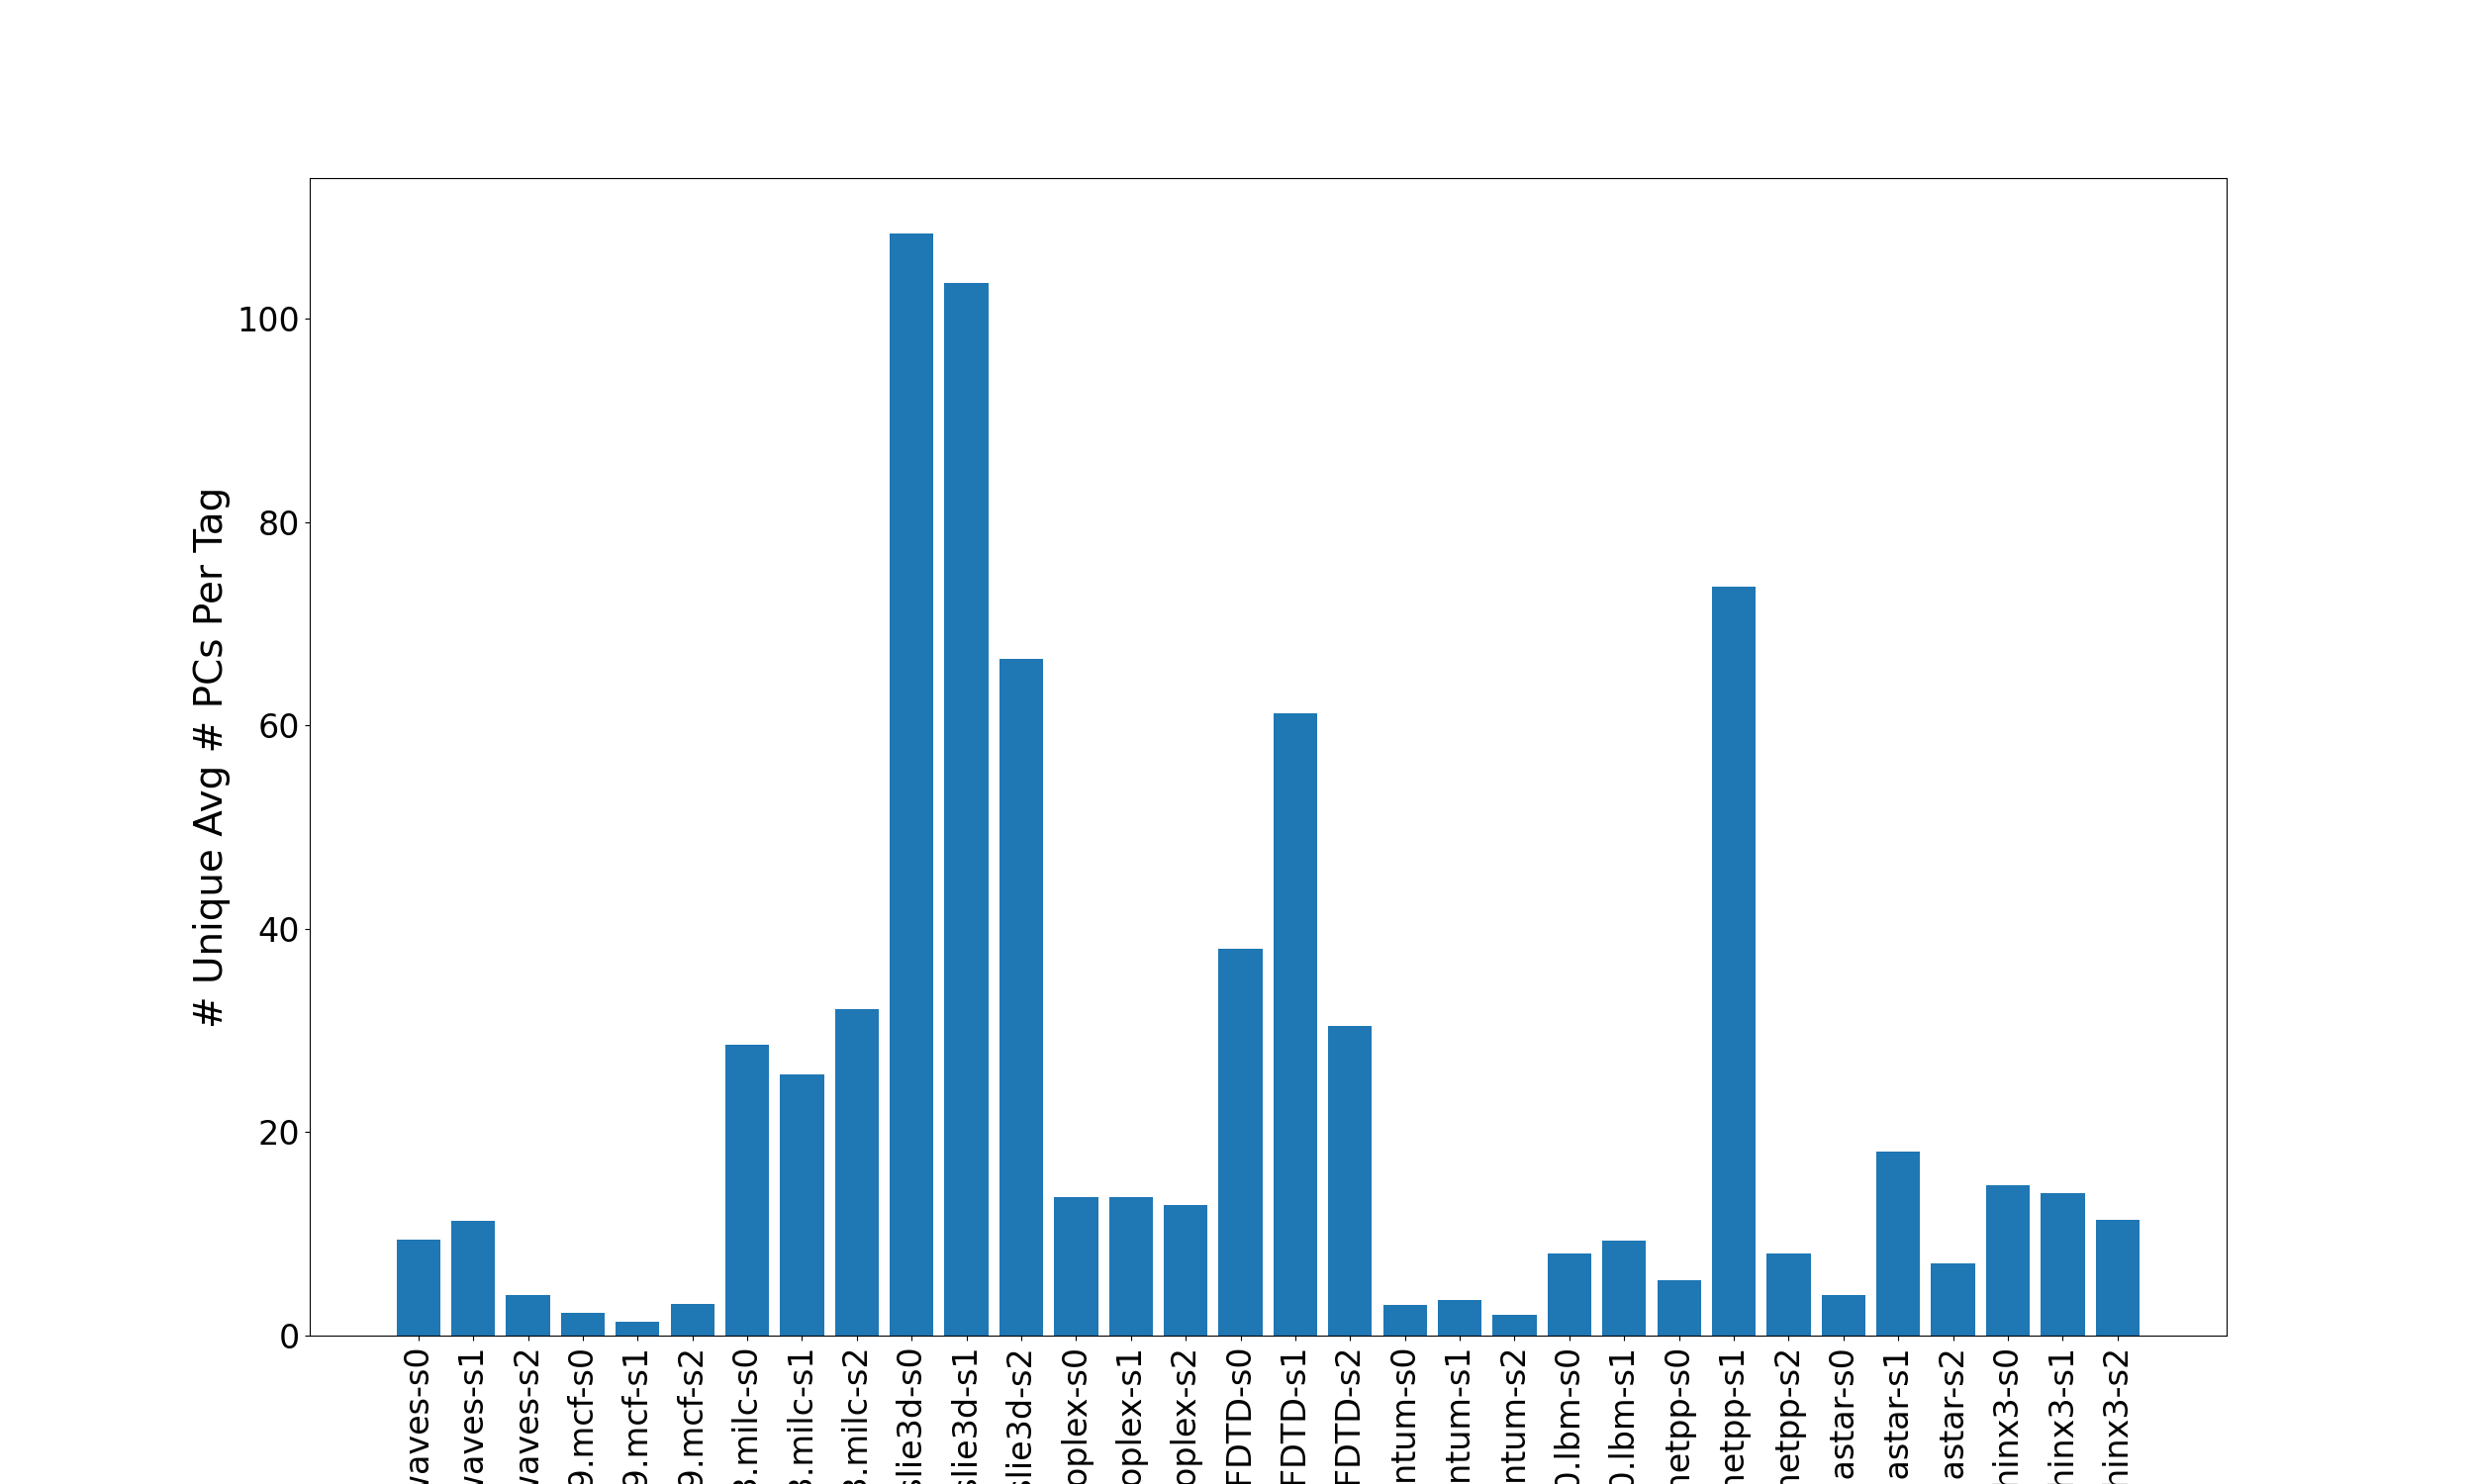 # Unique Avg # PCs Per Tag
100
80
60
40
20
0
waves-s0
waves-s1
waves-s2
9.mcf-s0
9.mcf-s1
9.mcf-s2
.milc-s0
.milc-s1
.milc-s2
slie3d-s0
slie3d-s1
slie3d-s2
oplex-s0
oplex-s1
oplex-s2
FDTD-s0
FDTD-s1
FDTD-s2
ntum-s0
ntum-s1
ntum-s2
0.lbm-s0
0.lbm-s1
netpp-s0
netpp-s1
netpp-s2
astar-s0
astar-s1
astar-s2
hinx3-s0
hinx3-s1
hinx3-s2